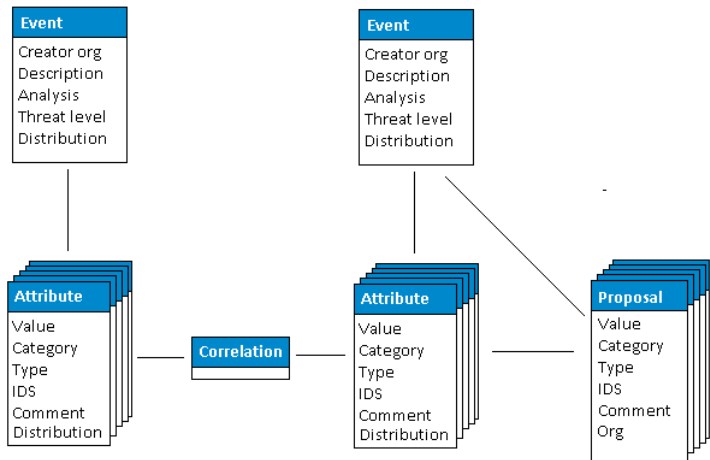 Event
Creator org
Description
Analysis
Threat level
Distribution
Event
Creator org
Description
Analysis
Threat level
Distribution
Attribute
Value
Category
Type
IDS
Comment
Distribution
Correlation
Attribute
Value
Category
Type
IDS
Comment
Distribution
Proposal
Value
Category
Type
IDS
Comment
Org